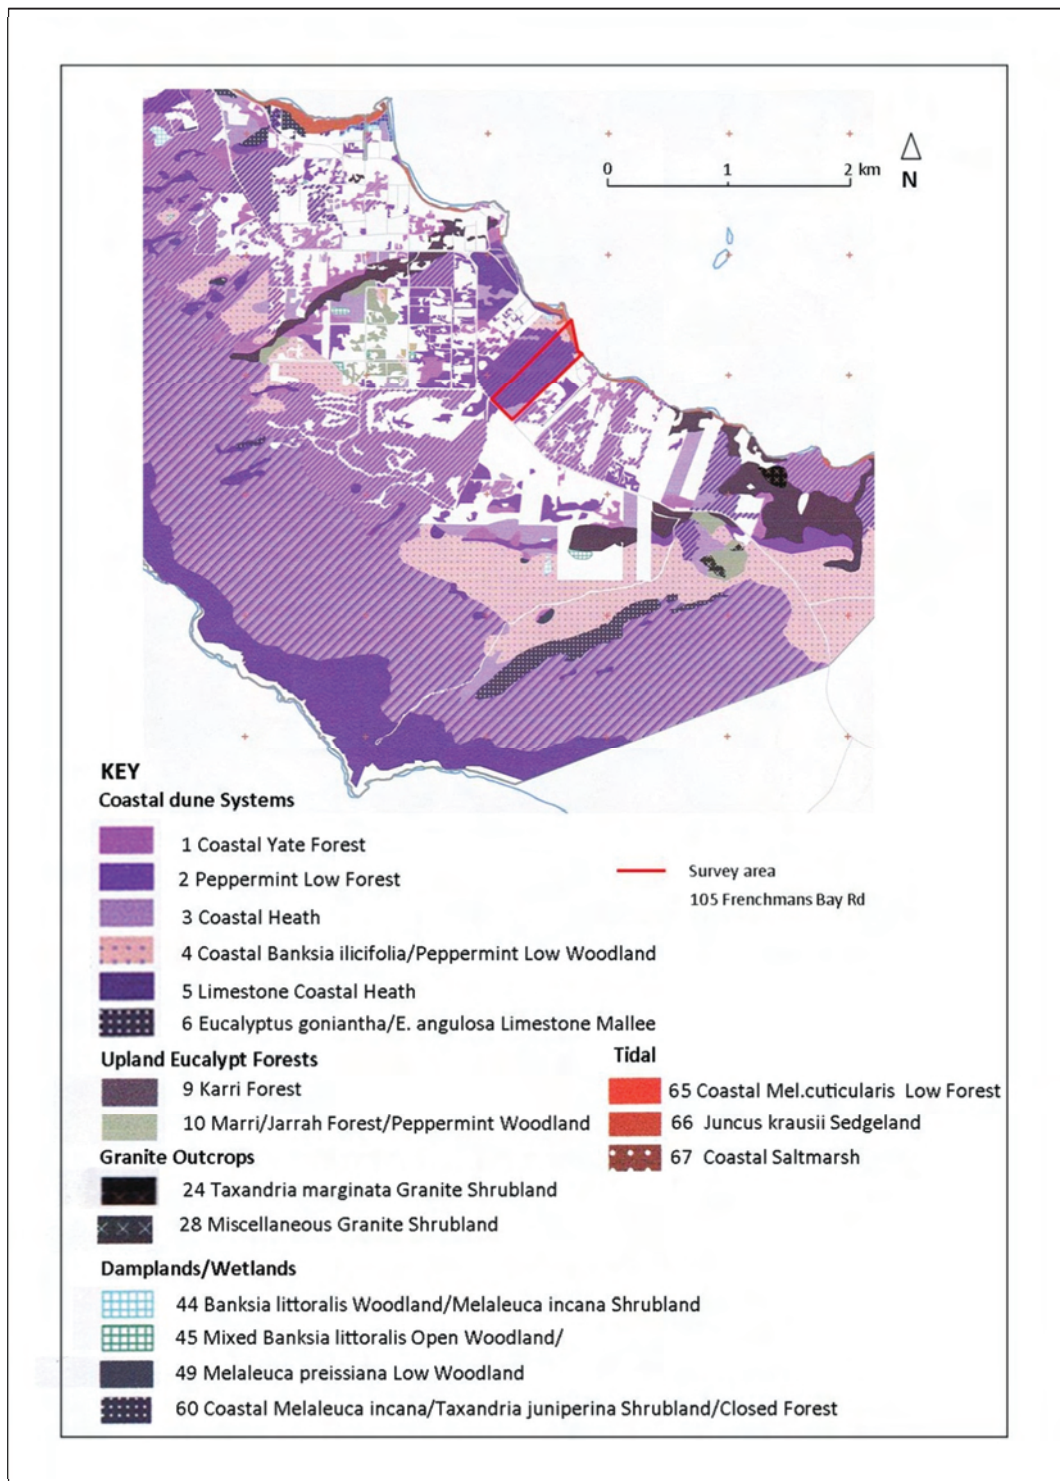 0 1 2 km
N
KEY
Coastal dune Systems
1 Coastal Yate Forest
2 Peppermint Low Forest
3 Coastal Heath
4 Coastal Banksia ilicifolia/Peppermint Low Woodland
5 Limestone Coastal Heath
6 Eucalyptus goniantha/E. angulosa Limestone Mallee
Survey area
105 Frenchmans Bay Rd
Upland Eucalypt Forests
9 Karri Forest
10 Marri/Jarrah Forest/Peppermint Woodland
Granite Outcrops
24 Taxandria marginata Granite Shrubland
28 Miscellaneous Granite Shrubland
Tidal
65 Coastal Mel.cuticularis Low Forest
66 Juncus krausii Sedgeland
67 Coastal Saltmarsh
Damplands/Wetlands
44 Banksia littoralis Woodland/Melaleuca incana Shrubland
45 Mixed Banksia littoralis Open Woodland/
49 Melaleuca preissiana Low Woodland
60 Coastal Melaleuca incana/Taxandria juniperina Shrubland/Closed Forest